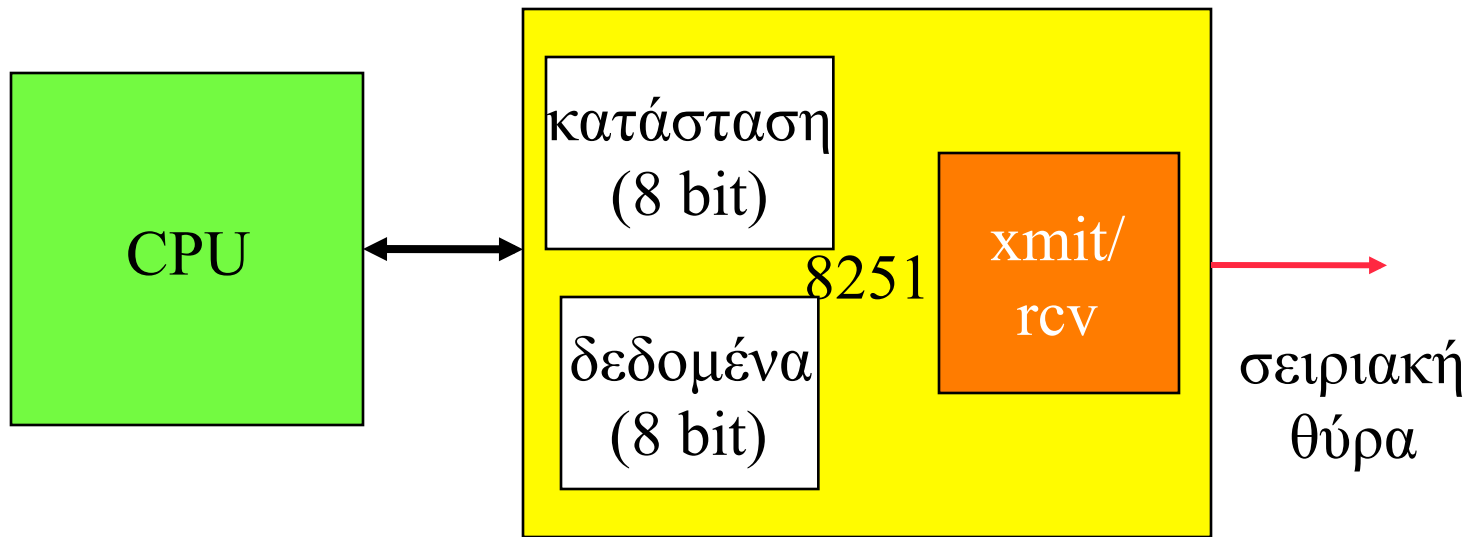 CPU
κατάσταση
(8 bit)
8251
δεδομένα
(8 bit)
xmit/
rcv
σειριακή
θύρα